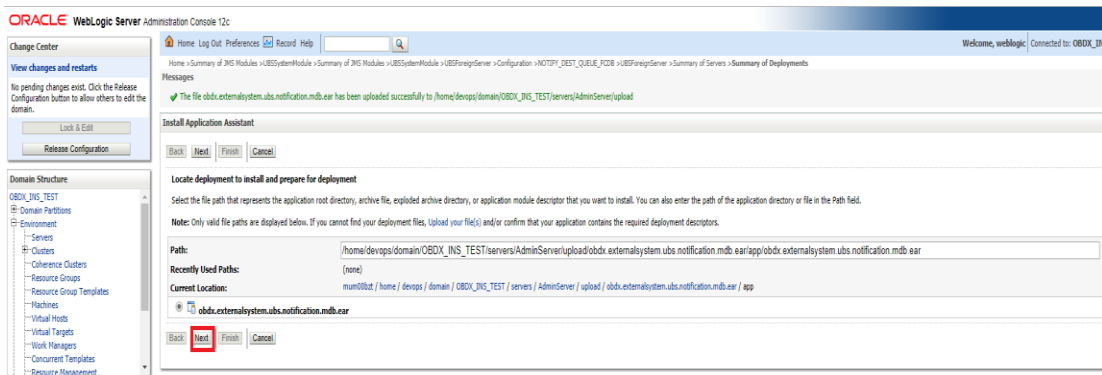 ORACLE WebLogic Server Administration Console 12c
Change Center
View changes and restarts
No pending changes exist. Click the Release
Configuration button to allow others to edit the
domain.
Lock & Edit
Release Configuration
Domain Structure
OBDX_INS_TEST
Domain Partitions
Environment
Servers
Clusters
Coherence Clusters
Resource Groups
Resource Group Templates
Machines
Virtual Hosts
Virtual Targets
Work Managers
Concurrent Templates
Resource Management
Home Log Out Preferences Record Help
Welcome, weblogic Connected to: OBDX_IN
Home >Summary of JMS Modules >UBSSystemModule >Summary of JMS Modules >UBSSystemModule >UBSForeignServer >Configuration >NOTIFY_DEST_QUEUE_FCDB >UBSForeignServer >Summary of Servers >Summary of Deployments
Messages
The file obdx.externalsystem.ubs.notification.mdb.ear has been uploaded successfully to /home/devops/domain/OBDX_INS_TEST/servers/AdminServer/upload
Install Application Assistant
Back Next Finish Cancel
Locate deployment to install and prepare for deployment
Select the file path that represents the application root directory, archive file, exploded archive directory, or application module descriptor that you want to install. You can also enter the path of the application directory or file in the Path field.
Note: Only valid file paths are displayed below. If you cannot find your deployment files, Upload your file(s) and/or confirm that your application contains the required deployment descriptors.
Path: /home/devops/domain/OBDX_INS_TEST/servers/AdminServer/upload/obdx.externalsystem.ubs.notification.mdb.ear/app/obdx.externalsystem.ubs.notification.mdb.ear
Recently Used Paths: (none)
Current Location: / home / devops / domain / OBDX_INS_TEST / servers / AdminServer / upload / obdx.externalsystem.ubs.notification.mdb.ear / app
obdx.externalsystem.ubs.notification.mdb.ear
Back Next Finish Cancel